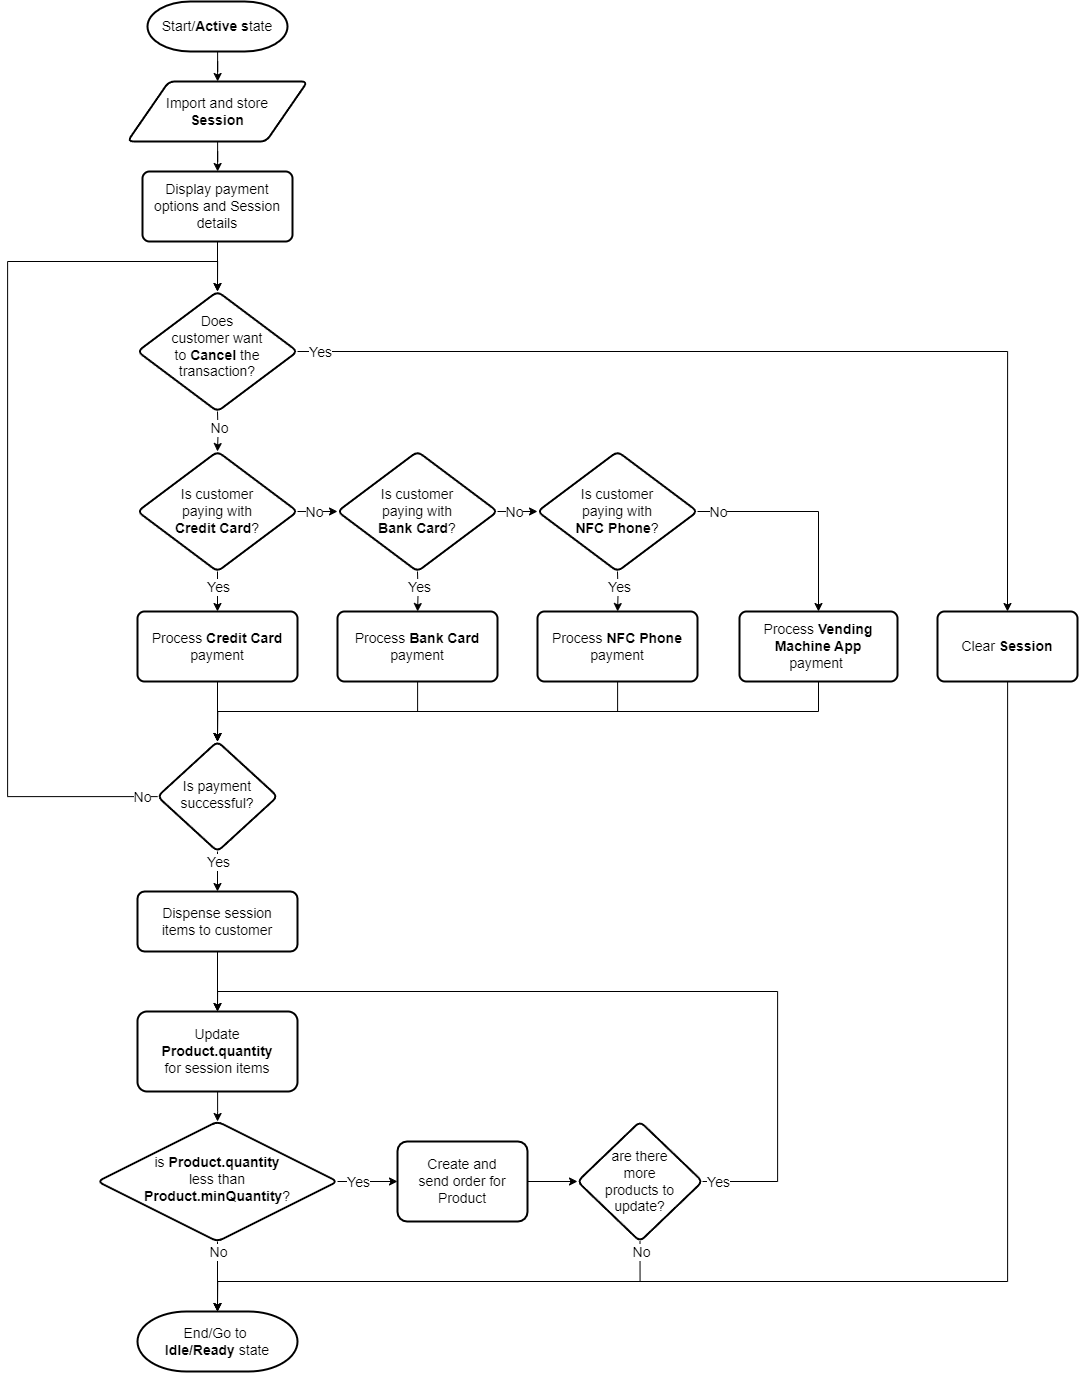 Start/Active state
Import and store
Session
Display payment
options and Session
details
Does
customer want
to Cancel the
transaction?
Yes
No
Is customer
paying with
Credit Card?
No
Is customer
paying with
Bank Card?
No
Is customer
paying with
NFC Phone?
No
Yes
Yes
Yes
Process Credit Card
payment
Process Bank Card
payment
Process NFC Phone
payment
Process Vending
Machine App
payment
Clear Session
Is payment
successful?
No
Yes
Dispense session
items to customer
Update
Product.quantity
for session items
is Product.quantity
less than
Product.minQuantity?
Yes
Create and
send order for
Product
are there
more
products to
update?
Yes
No
No
End/Go to
Idle/Ready state